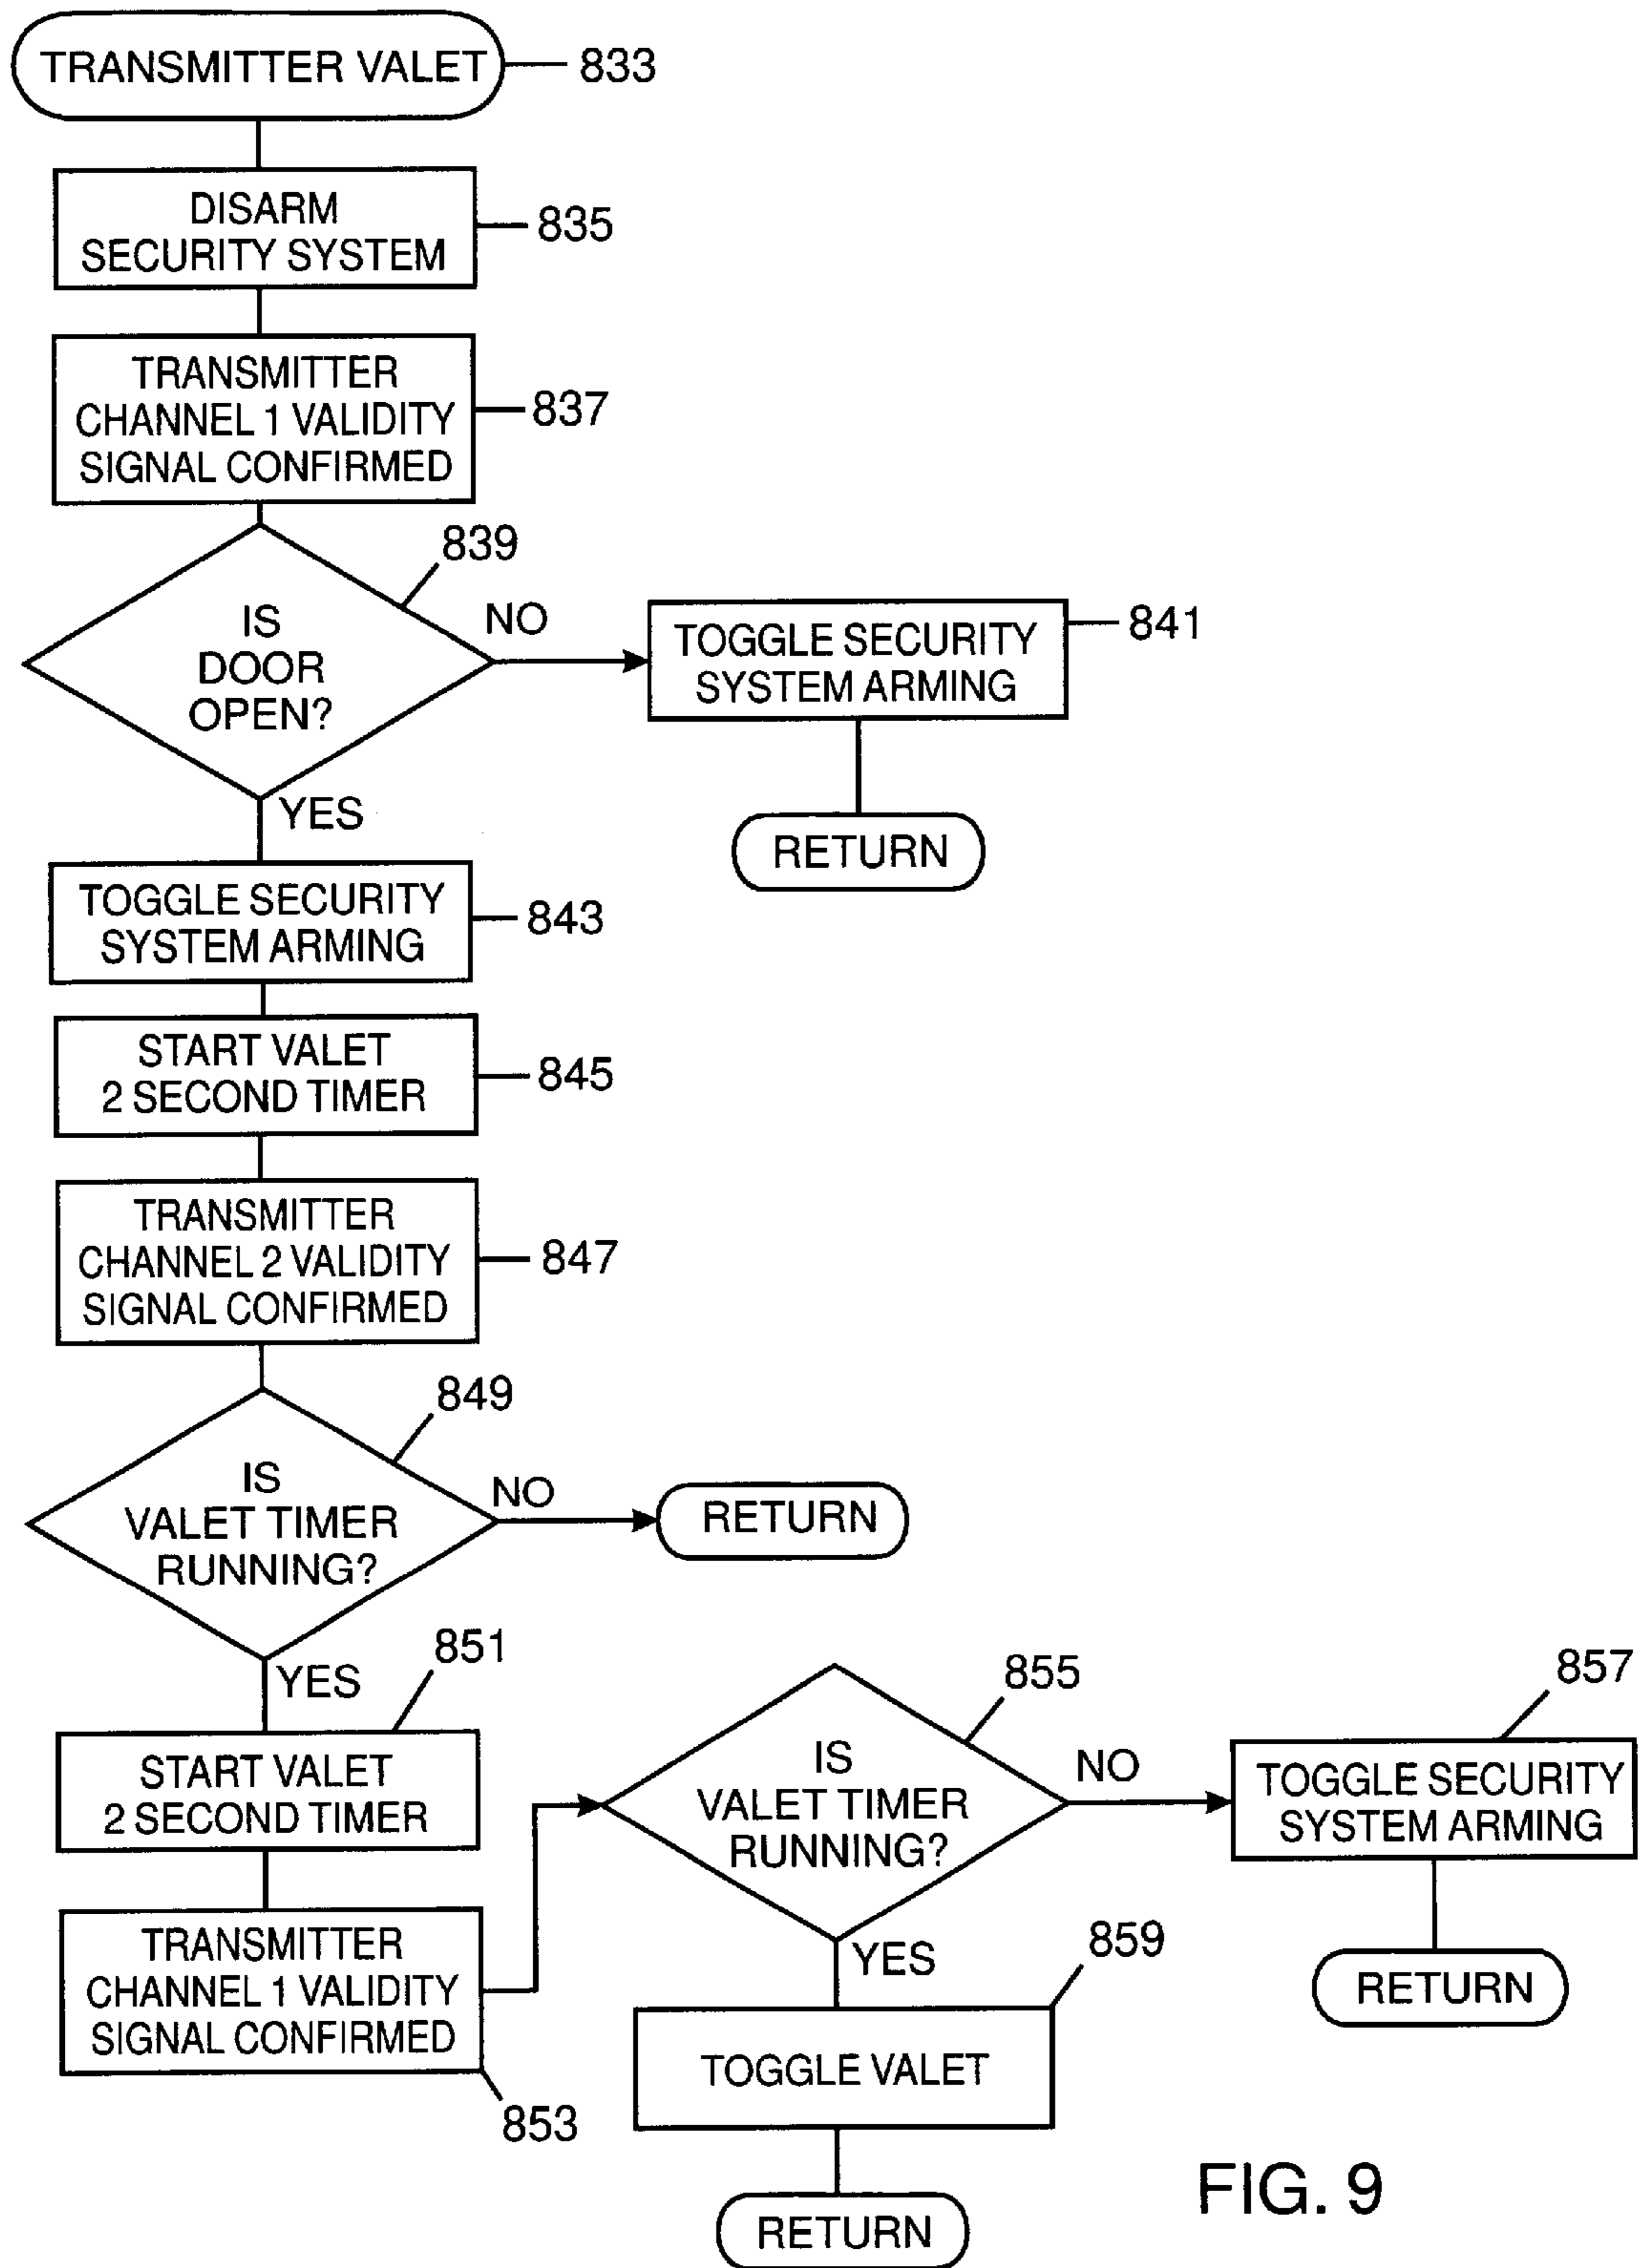 TRANSMITTER VALET
833
DISARM
SECURITY SYSTEM
835
TRANSMITTER
CHANNEL 1 VALIDITY
SIGNAL CONFIRMED
837
839
IS
DOOR
OPEN?
NO
TOGGLE SECURITY
SYSTEM ARMING
841
RETURN
YES
TOGGLE SECURITY
SYSTEM ARMING
843
START VALET
2 SECOND TIMER
845
TRANSMITTER
CHANNEL 2 VALIDITY
SIGNAL CONFIRMED
847
849
IS
VALET TIMER
RUNNING?
NO
RETURN
YES
851
START VALET
2 SECOND TIMER
TRANSMITTER
CHANNEL 1 VALIDITY
SIGNAL CONFIRMED
853
855
IS
VALET TIMER
RUNNING?
NO
857
TOGGLE SECURITY
SYSTEM ARMING
RETURN
YES
859
TOGGLE VALET
RETURN
FIG. 9